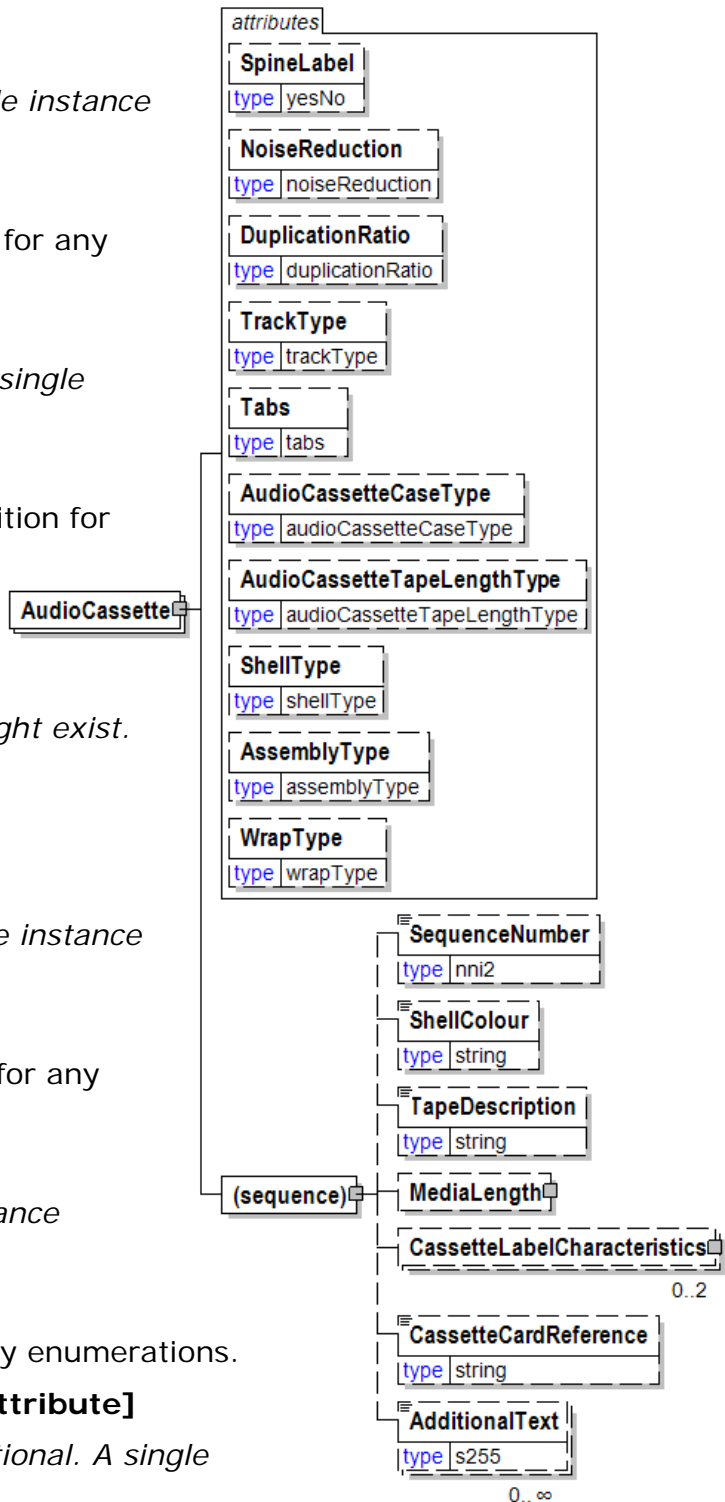 attributes
SpineLabel
type yesNo
le instance
NoiseReduction
type noiseReduction
for any
DuplicationRatio
type duplicationRatio
TrackType
type trackType
single
Tabs
type tabs
AudioCassetteCaseType
type audioCassetteCaseType
ition for
AudioCassetteTapeLengthType
type audioCassetteTapeLengthType
AudioCassette
ShellType
type shellType
ght exist.
AssemblyType
type assemblyType
WrapType
type wrapType
e instance
SequenceNumber
type nni2
ShellColour
type string
for any
TapeDescription
type string
(sequence)
MediaLength
ance
CassetteLabelCharacteristics
0..2
CassetteCardReference
y enumerations.
type string
ttribute]
AdditionalText
tional. A single
type s255
0..∞